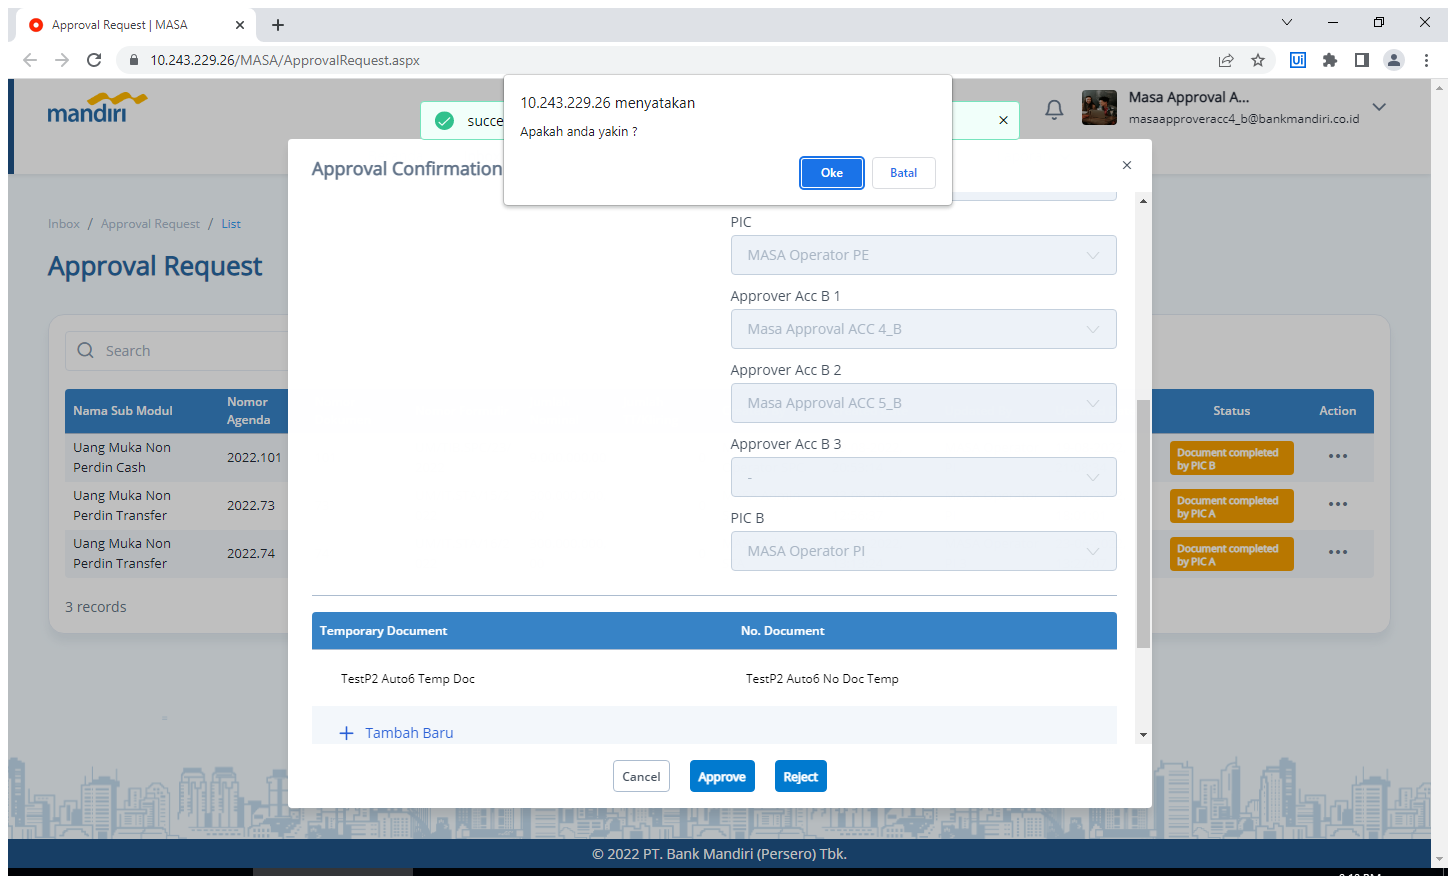 Approval Request | MASA
10.243.229.26/MASA/ApprovalRequest.aspx
Ui
mandiri
succe
10.243.229.26 menyatakan
Apakah anda yakin ?
Oke
Batal
Masa Approval A...
masaapproveracc4_b@bankmandiri.co.id
Inbox / Approval Request / List
Approval Request
Search
Nama Sub Modul
Nomor
Agenda
Status
Action
Uang Muka Non
Perdin Cash
2022.101
Document completed
by PIC B
Uang Muka Non
Perdin Transfer
2022.73
Document completed
by PIC A
Uang Muka Non
Perdin Transfer
2022.74
Document completed
by PIC A
3 records
Approval Confirmation
PIC
MASA Operator PE
Approver Acc B 1
Masa Approval ACC 4_B
Approver Acc B 2
Masa Approval ACC 5_B
Approver Acc B 3
-
PIC B
MASA Operator PI
Temporary Document
No. Document
TestP2 Auto6 Temp Doc
TestP2 Auto6 No Doc Temp
+ Tambah Baru
Cancel
Approve
Reject
© 2022 PT. Bank Mandiri (Persero) Tbk.